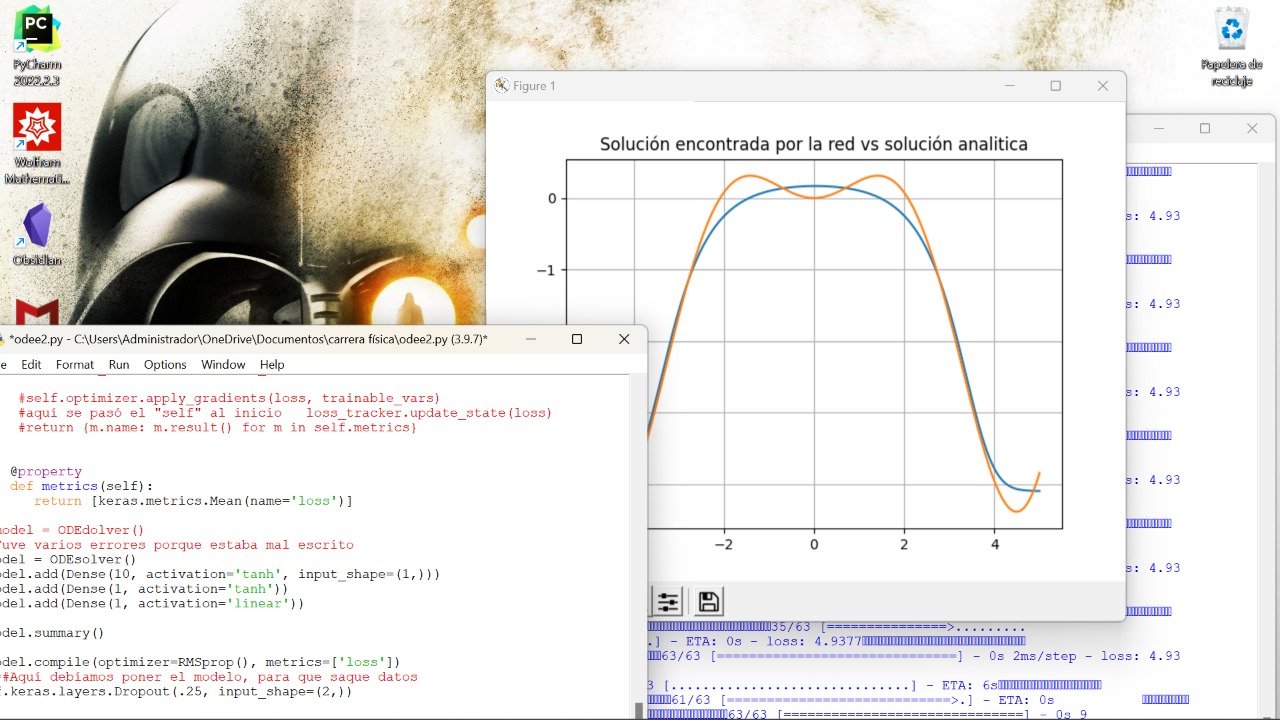 PyCharm
2022.2.3
Wolfram
Mathemati...
Obsidian
Papelera de
reciclaje
Figure 1
Solución encontrada por la red vs solución analitica
0
−1
−2
0
2
4
s: 4.93
s: 4.93
s: 4.93
s: 4.93
s: 4.93
*odee2.py - C:\Users\Administrador\OneDrive\Documentos\carrera física\odee2.py (3.9.7)*
e Edit Format Run Options Window Help
#self.optimizer.apply_gradients(loss, trainable_vars)
#aquí se pasó el "self" al inicio   loss_tracker.update_state(loss)
#return {m.name: m.result() for m in self.metrics}
@property
def metrics(self):
return [keras.metrics.Mean(name='loss')]
model = ODEdolver()
uve varios errores porque estaba mal escrito
odel = ODEsolver()
odel.add(Dense(10, activation='tanh', input_shape=(1,)))
odel.add(Dense(1, activation='tanh'))
odel.add(Dense(1, activation='linear'))
odel.summary()
odel.compile(optimizer=RMSprop(), metrics=['loss'])
#Aquí debíamos poner el modelo, para que saque datos
.keras.layers.Dropout(.25, input_shape=(2,))
35/63 [===============>.........
.] - ETA: 0s - loss: 4.9377
63/63 [==============================] - 0s 2ms/step - loss: 4.93
3 [..............................] - ETA: 6s
61/63 [============================>.] - ETA: 0s
63/63 [==============================] - 0s 9